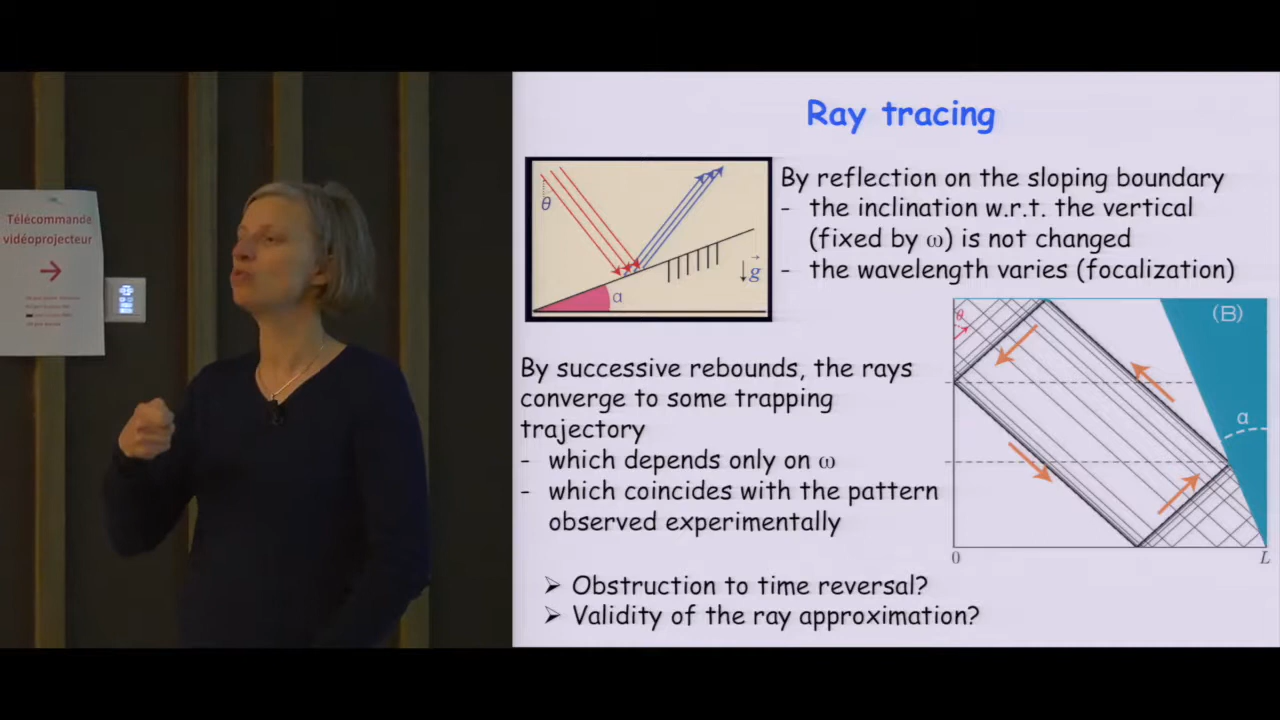 Télécommande
vidéoprojecteur
Ray tracing
θ
α
g
By reflection on the sloping boundary
- the inclination w.r.t. the vertical
(fixed by ω) is not changed
- the wavelength varies (focalization)
By successive rebounds, the rays
converge to some trapping
trajectory
- which depends only on ω
- which coincides with the pattern
observed experimentally
(B)
θ
α
0
L
➢ Obstruction to time reversal?
➢ Validity of the ray approximation?